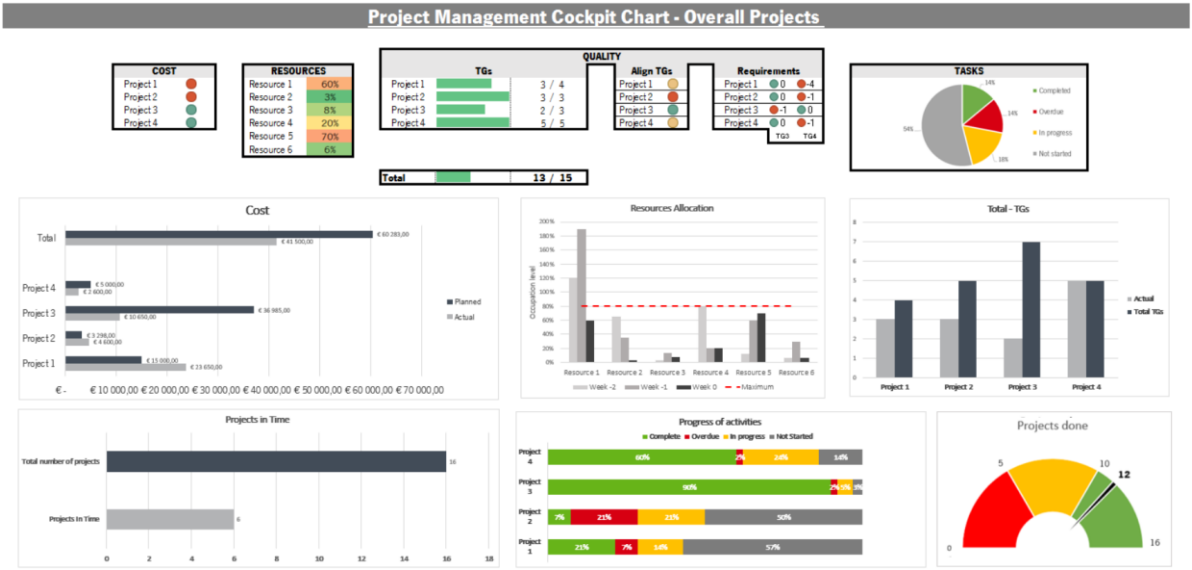 Project Management Cockpit Chart - Overall Projects
COST
Project 1
Project 2
Project 3
Project 4
RESOURCES
Resource 1 60%
Resource 2 3%
Resource 3 8%
Resource 4 20%
Resource 5 70%
Resource 6 6%
QUALITY
TGs
Project 1 3 / 4
Project 2 3 / 3
Project 3 2 / 3
Project 4 5 / 5
Total 13 / 15
Align TGs
Project 1
Project 2
Project 3
Project 4
Requirements
Project 1 0 -4
Project 2 0 -1
Project 3 -1 0
Project 4 0 -1
TG3 TG4
TASKS
14%
14%
18%
54%
Completed
Overdue
In progress
Not started
Cost
Total € 60 283,00
€ 41 500,00
Project 4 € 5 000,00
€ 2 600,00
Project 3 € 36 985,00
€ 10 650,00
Project 2 € 3 298,00
€ 4 600,00
Project 1 € 15 000,00
€ 23 650,00
€ - € 10 000,00 € 20 000,00 € 30 000,00 € 40 000,00 € 50 000,00 € 60 000,00 € 70 000,00
Planned
Actual
Resources Allocation
Occupation level
200%
180%
160%
140%
120%
100%
80%
60%
40%
20%
0%
Resource 1 Resource 2 Resource 3 Resource 4 Resource 5 Resource 6
Week -2 Week -1 Week 0 Maximum
Total - TGs
8
7
6
5
4
3
2
1
0
Project 1 Project 2 Project 3 Project 4
Actual
Total TGs
Projects in Time
Total number of projects 16
Projects In Time 6
0 2 4 6 8 10 12 14 16 18
Progress of activities
Complete Overdue In progress Not Started
Project 4 60% 2% 24% 14%
Project 3 90% 2% 5% 3%
Project 2 7% 21% 21% 50%
Project 1 21% 7% 14% 57%
Projects done
0
5
10
12
16